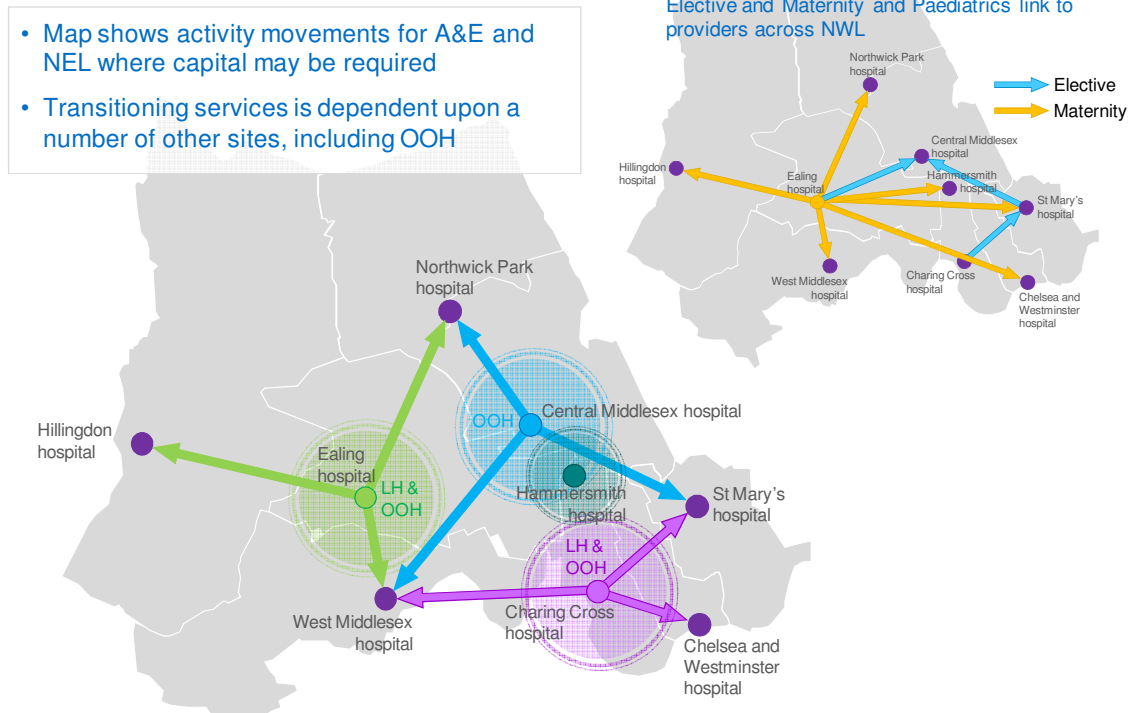 • Map shows activity movements for A&E and
NEL where capital may be required
• Transitioning services is dependent upon a
number of other sites, including OOH
Elective and Maternity and Paediatrics link to
providers across NWL
Northwick Park
hospital
Elective
Maternity
Central Middlesex
hospital
Hillingdon
hospital
Ealing
hospital
Hammersmith
hospital
St Mary's
hospital
West Middlesex
hospital
Charing Cross
hospital
Chelsea and
Westminster
hospital
Northwick Park
hospital
OOH
Central Middlesex hospital
Hillingdon
hospital
Ealing
hospital
LH &
OOH
Hammersmith
hospital
St Mary's
hospital
LH &
OOH
West Middlesex
hospital
Charing Cross
hospital
Chelsea and
Westminster
hospital